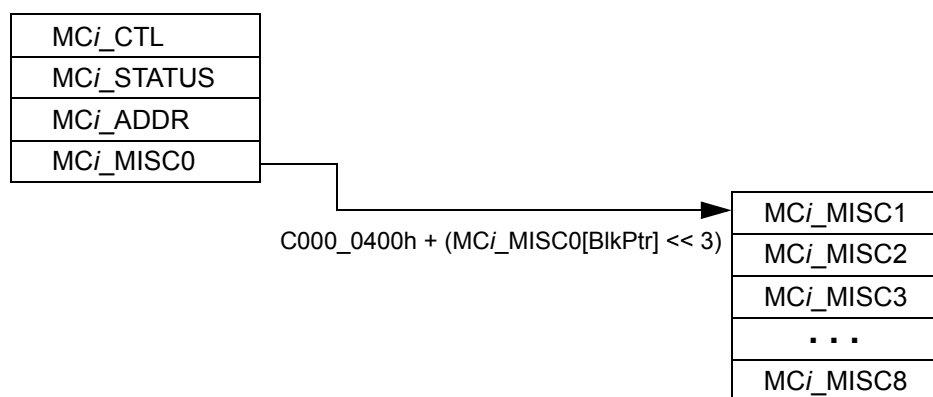 MCi_CTL
MCi_STATUS
MCi_ADDR
MCi_MISC0
C000_0400h + (MCi_MISC0[BlkPtr] << 3)
MCi_MISC1
MCi_MISC2
MCi_MISC3
. . .
MCi_MISC8